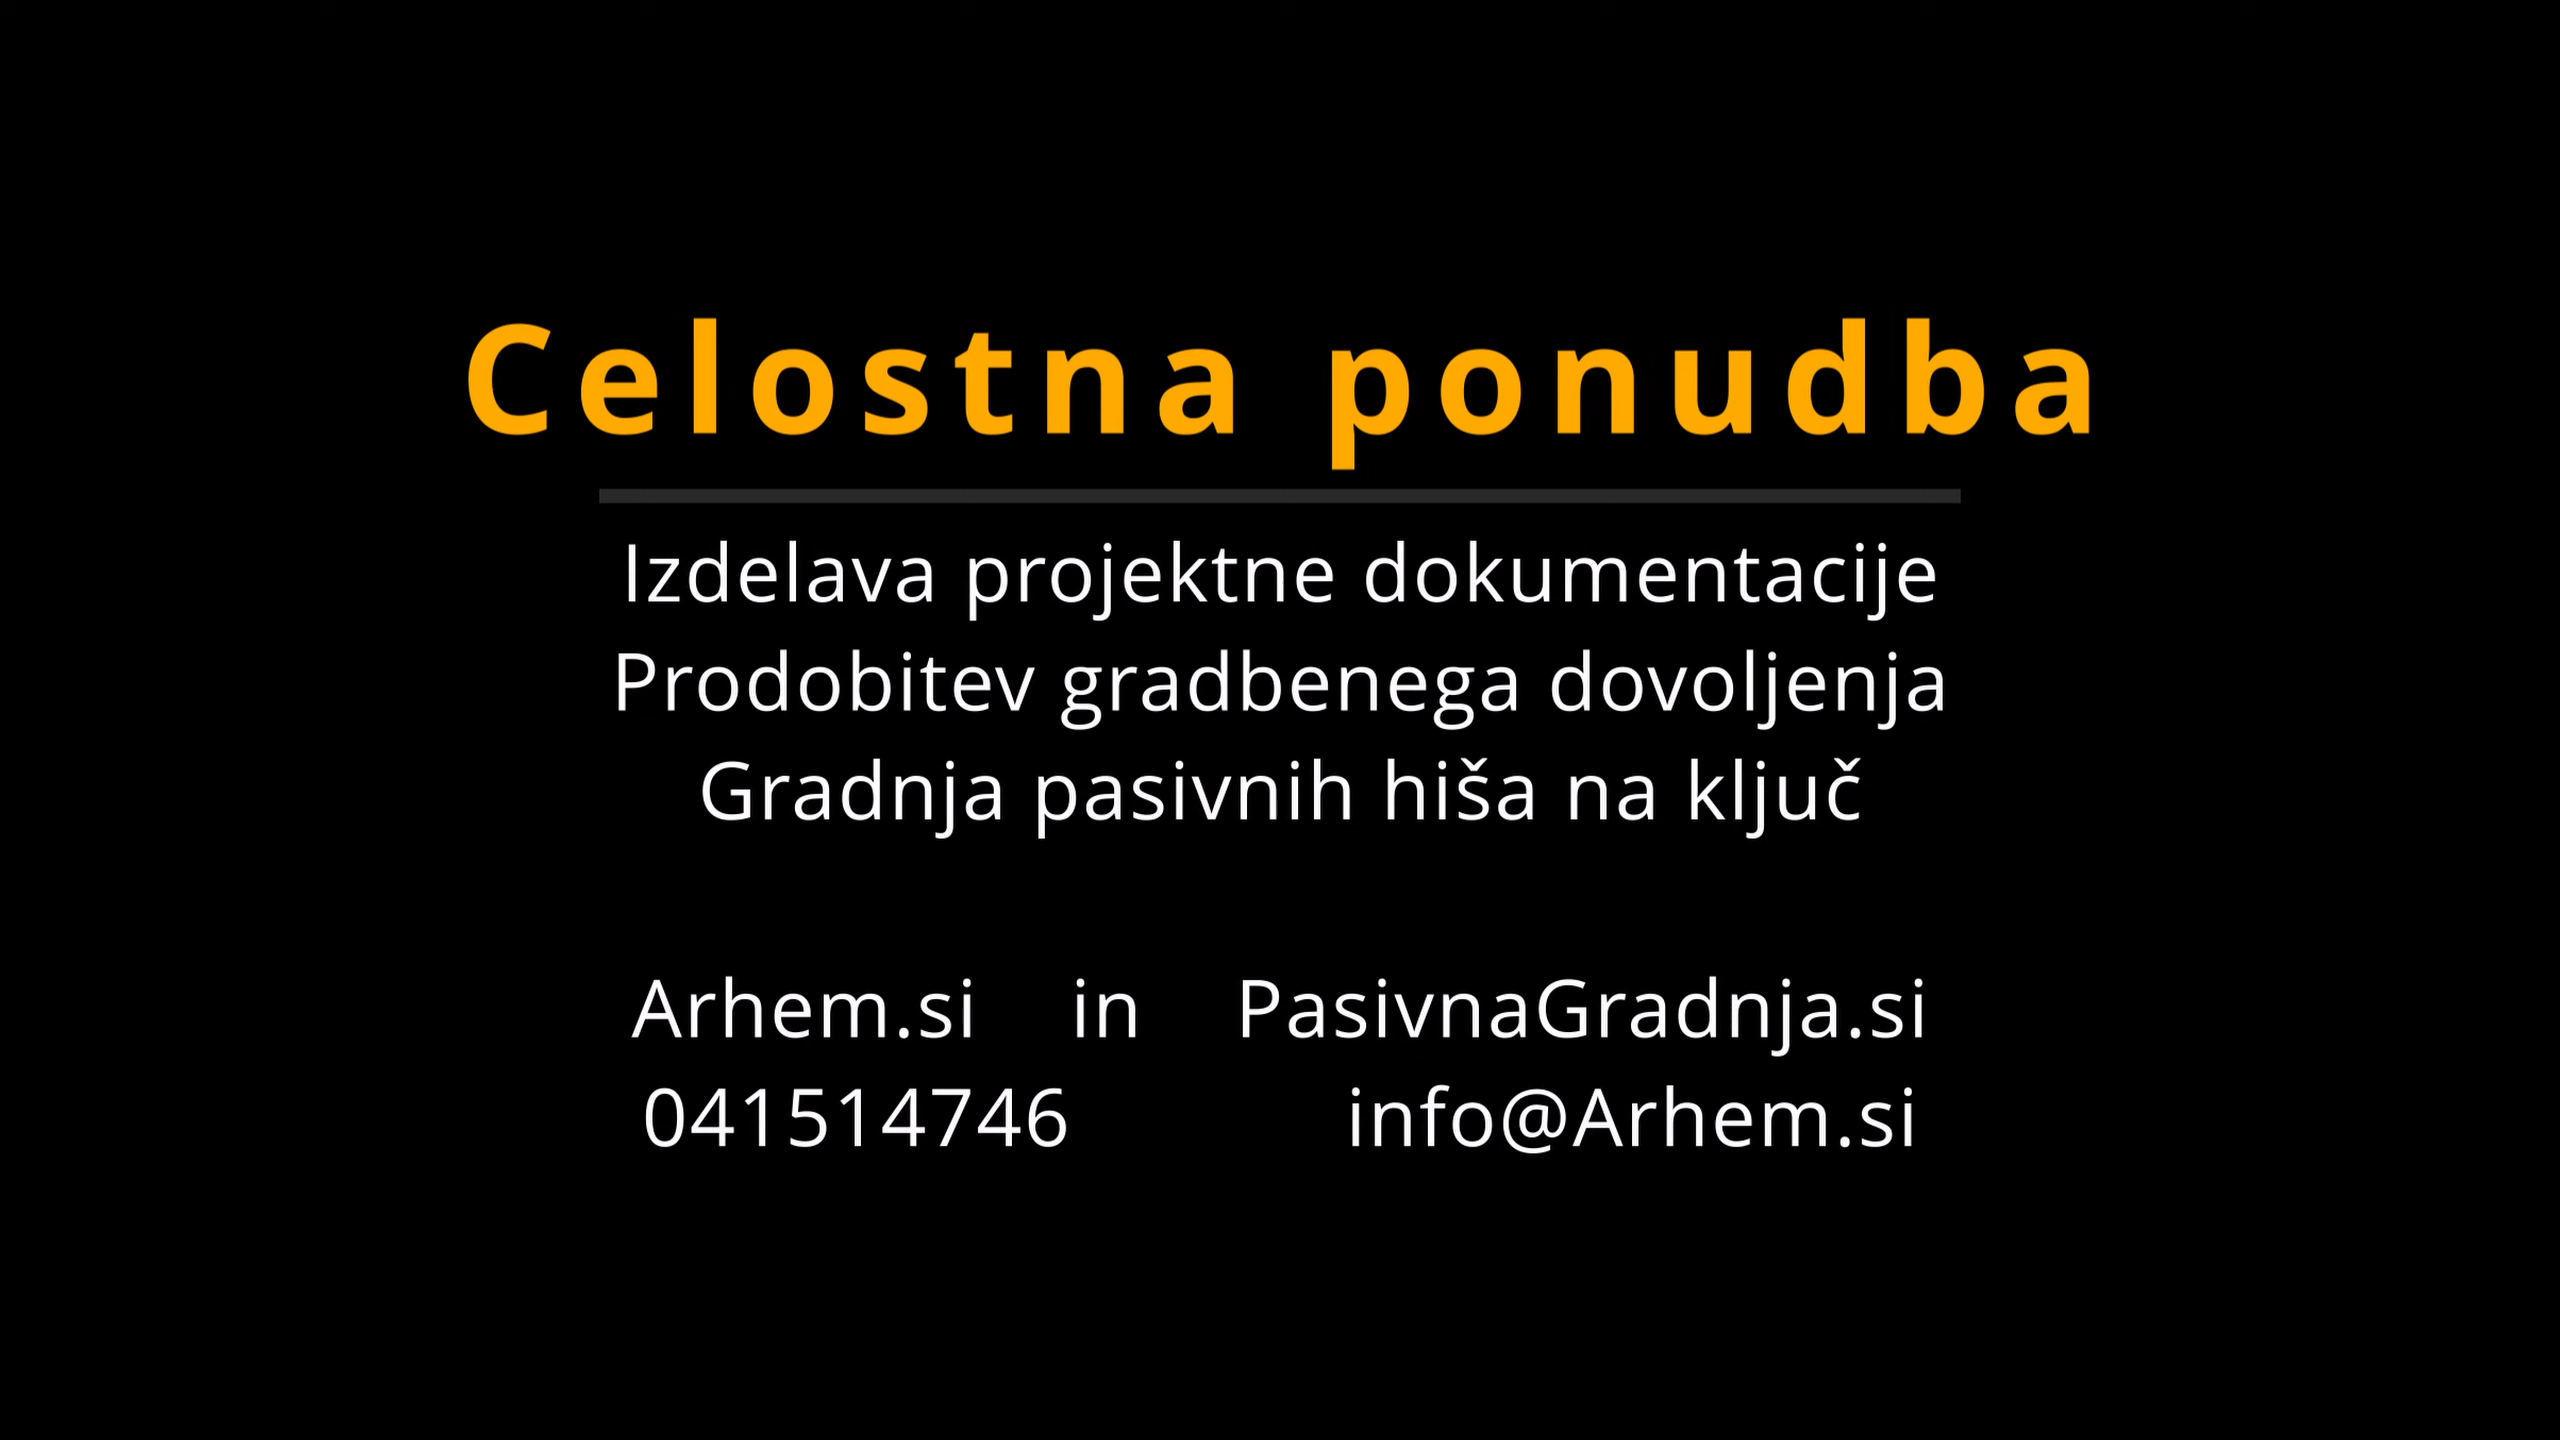 Celostna ponudba
Izdelava projektne dokumentacije
Prodobitev gradbenega dovoljenja
Gradnja pasivnih hiša na ključ
Arhem.si in PasivnaGradnja.si
041514746 info@Arhem.si